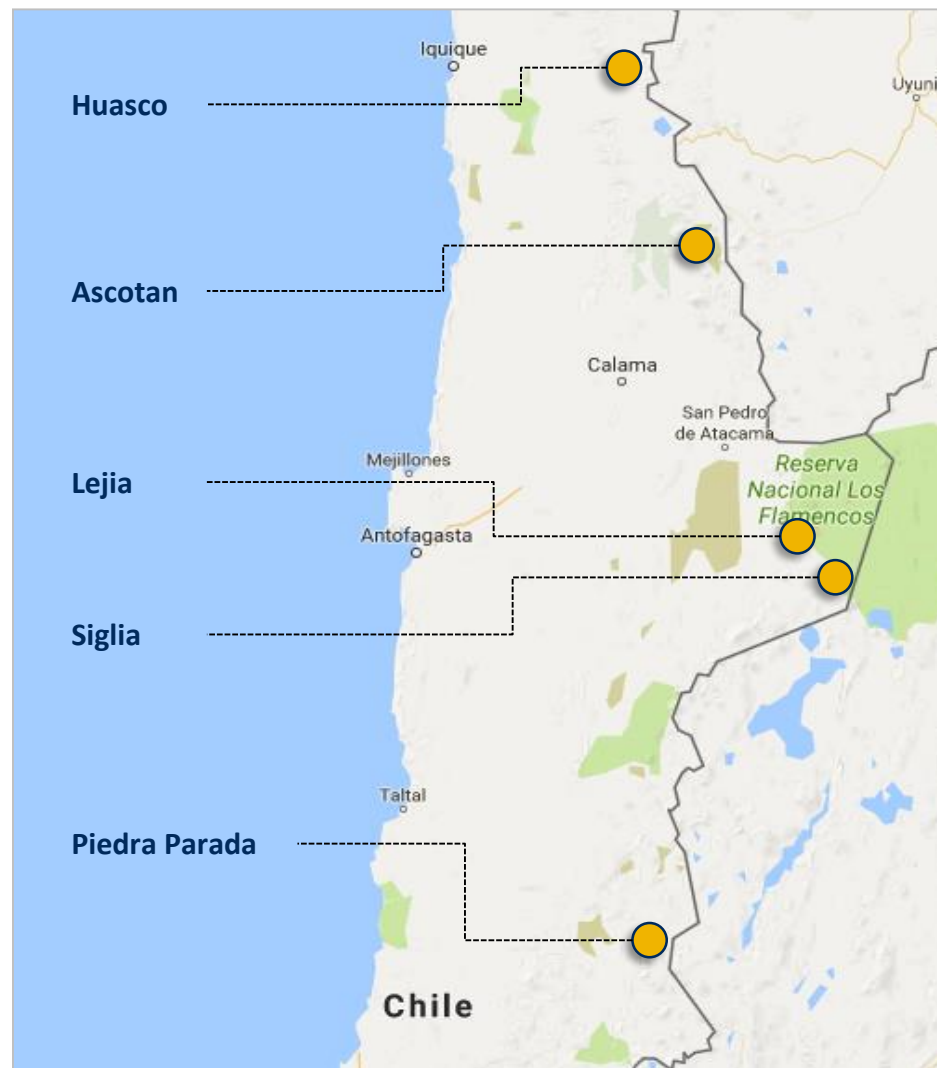 Iquique
Huasco
Uyuni
Ascotan
Calama
San Pedro
de Atacama
Mejillones
Reserva
Nacional Los
Flamencos
Lejia
Antofagasta
Siglia
Taltal
Piedra Parada
Chile